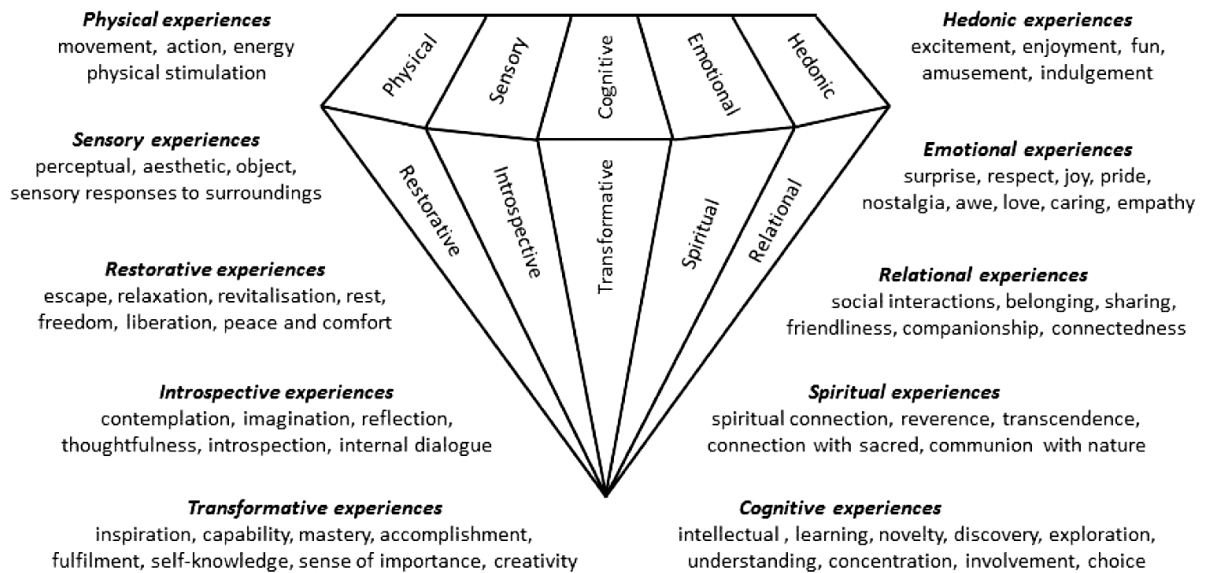 Physical experiences
movement, action, energy
physical stimulation
Sensory experiences
perceptual, aesthetic, object,
sensory responses to surroundings
Restorative experiences
escape, relaxation, revitalisation, rest,
freedom, liberation, peace and comfort
Introspective experiences
contemplation, imagination, reflection,
thoughtfulness, introspection, internal dialogue
Transformative experiences
inspiration, capability, mastery, accomplishment,
fulfilment, self-knowledge, sense of importance, creativity
Physical
Sensory
Cognitive
Emotional
Hedonic
Restorative
Introspective
Transformative
Spiritual
Relational
Hedonic experiences
excitement, enjoyment, fun,
amusement, indulgement
Emotional experiences
surprise, respect, joy, pride,
nostalgia, awe, love, caring, empathy
Relational experiences
social interactions, belonging, sharing,
friendliness, companionship, connectedness
Spiritual experiences
spiritual connection, reverence, transcendence,
connection with sacred, communion with nature
Cognitive experiences
intellectual , learning, novelty, discovery, exploration,
understanding, concentration, involvement, choice